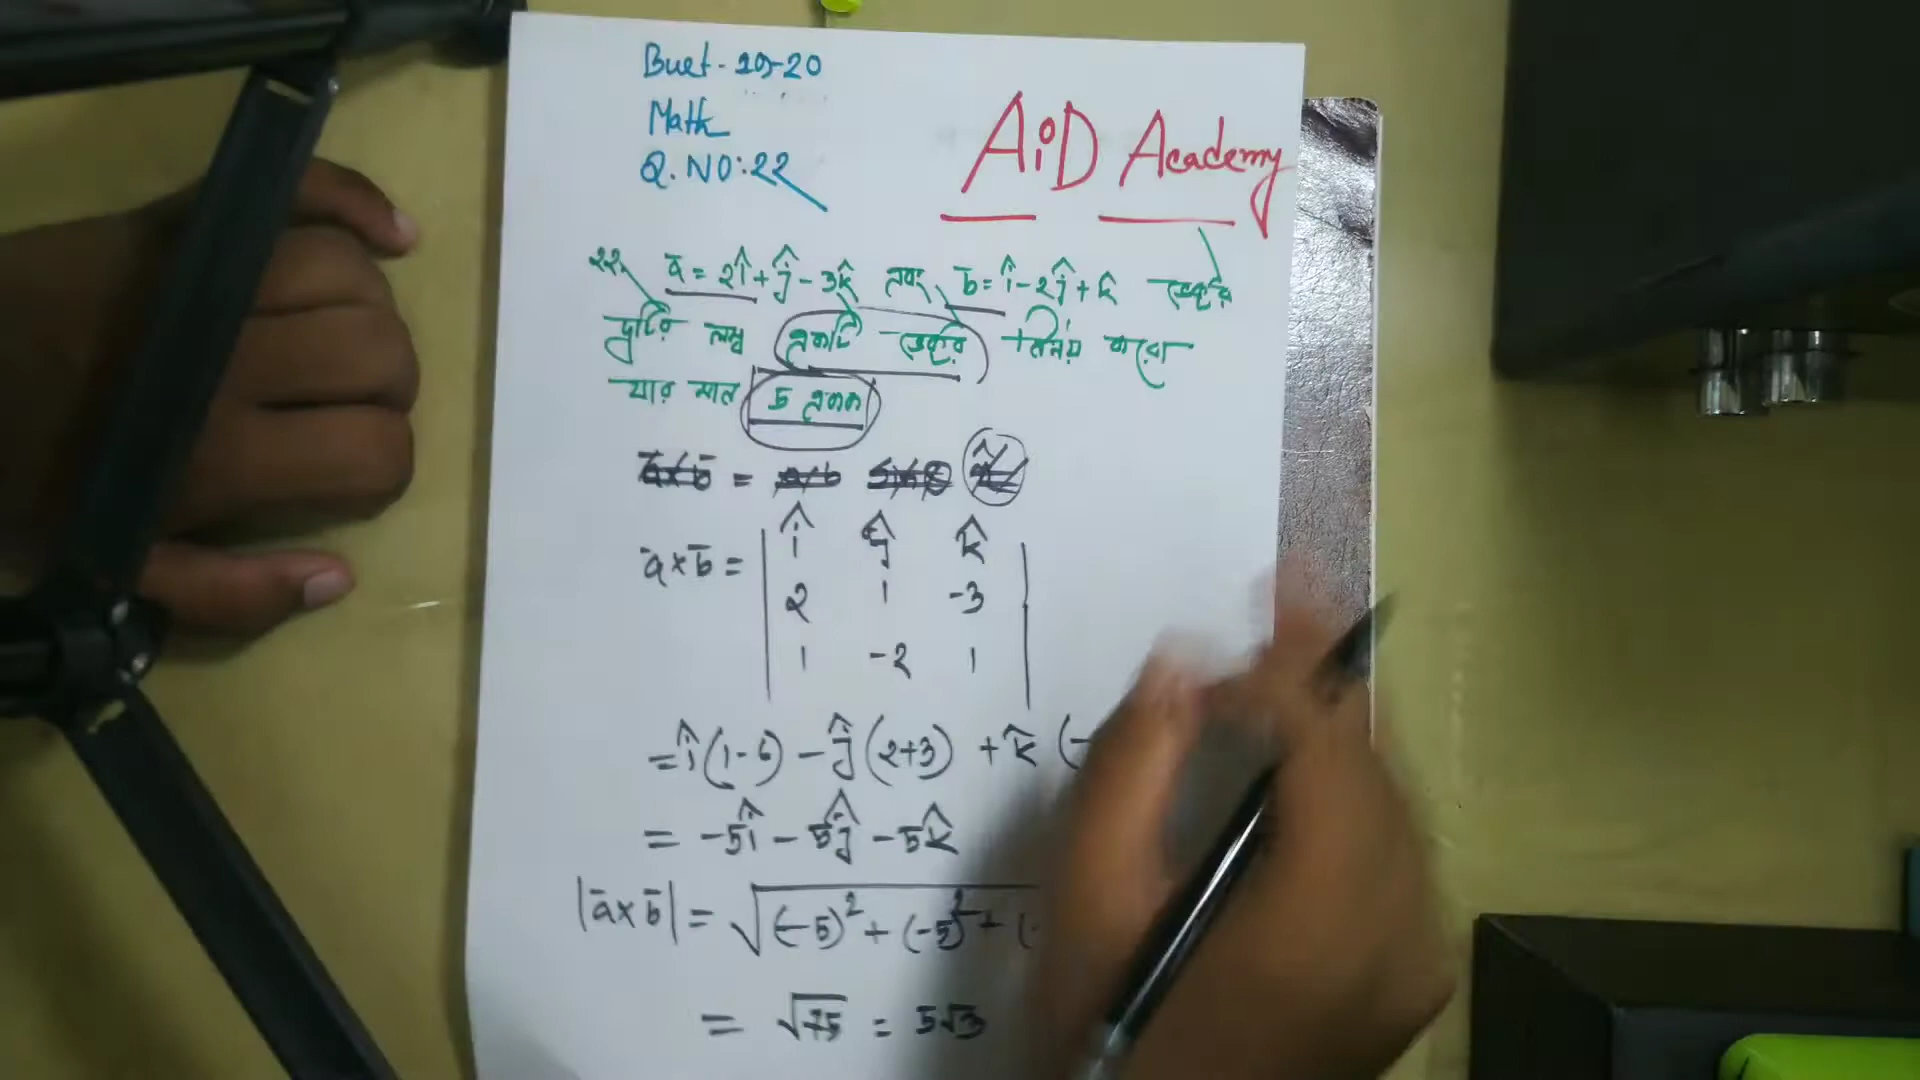 Buet - 19-20
Math
Q. NO: 22
AiD Academy
২২. a̅ = 2î + ĵ - 3k̂ এবং b̅ = î - 2ĵ + k̂ ভেক্টর
দুটির লম্ব একটি ভেক্টর নির্ণয় করো
যার মান 5 একক
a̅×b̅ =
a̅×b̅ = | î ĵ k̂ |
2 1 -3
1 -2 1
= î(1-6) - ĵ(2+3) + k̂ (-
= -5î - 5ĵ - 5k̂
|a̅×b̅| = √(-5)² + (-5)² + (-
= √75 = 5√3